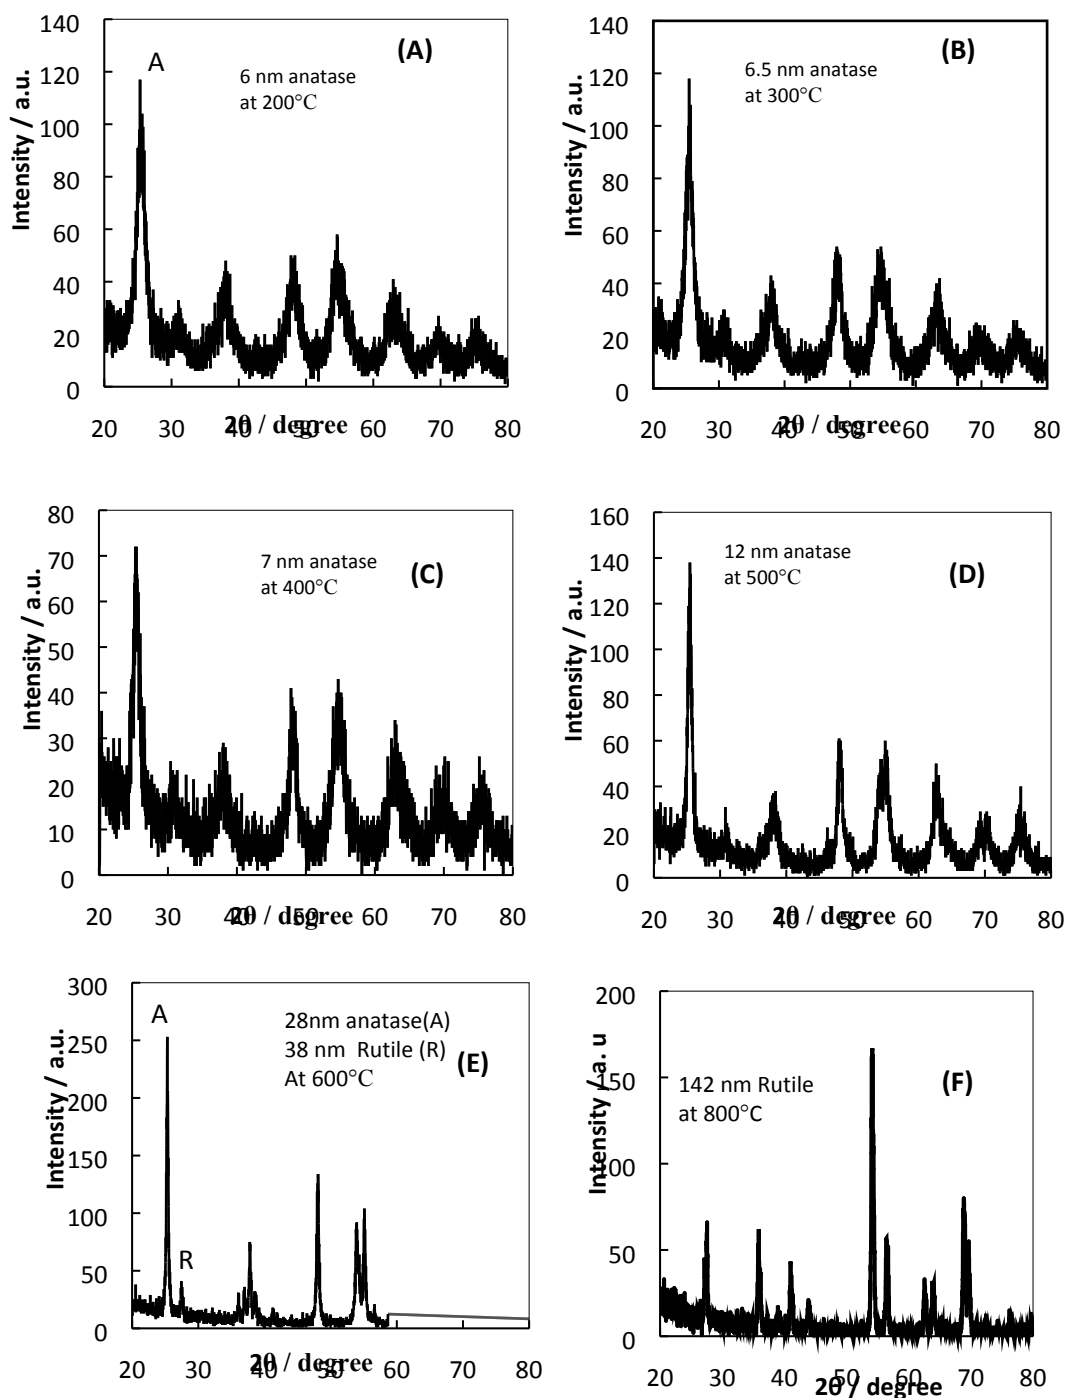 140
120
100
80
60
40
20
0
Intensity / a.u.
A
(A)
6 nm anatase
at 200°C
20 30 40 50 60 70 80
2θ / degree
140
120
100
80
60
40
20
0
Intensity / a.u.
(B)
6.5 nm anatase
at 300°C
20 30 40 50 60 70 80
2θ / degree
80
70
60
50
40
30
20
10
0
Intensity / a.u.
7 nm anatase
at 400°C
(C)
20 30 40 50 60 70 80
2θ / degree
160
140
120
100
80
60
40
20
0
Intensity / a.u.
12 nm anatase
at 500°C
(D)
20 30 40 50 60 70 80
2θ / degree
300
250
200
150
100
50
0
Intensity / a.u.
A
R
28nm anatase(A)
38 nm Rutile (R)
At 600°C
(E)
20 30 40 50 60 70 80
2θ / degree
200
150
100
50
0
Intensity / a. u
142 nm Rutile
at 800°C
(F)
20 30 40 50 60 70 80
2θ / degree